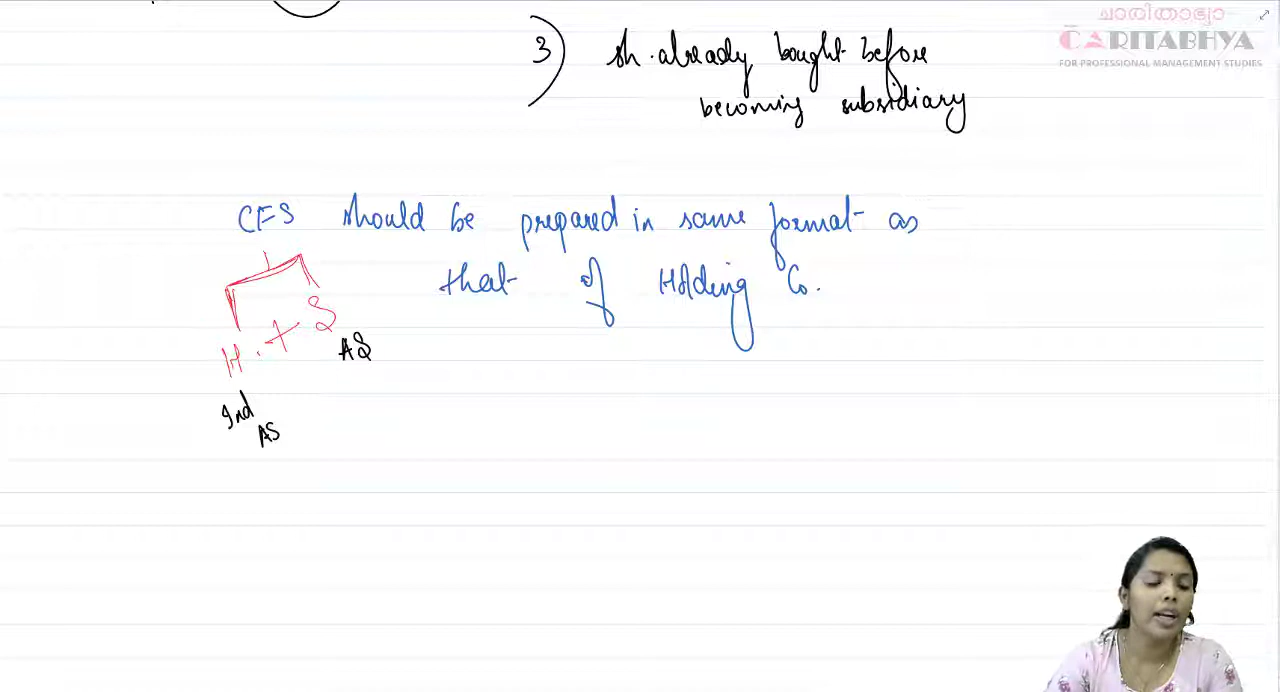 ചാരിതാഭ്യാ
CARITABHYA
FOR PROFESSIONAL MANAGEMENT STUDIES
3) sh. already bought before
becoming subsidiary
CFS should be prepared in same format as
that of Holding Co.
H + S
AS
Ind
AS